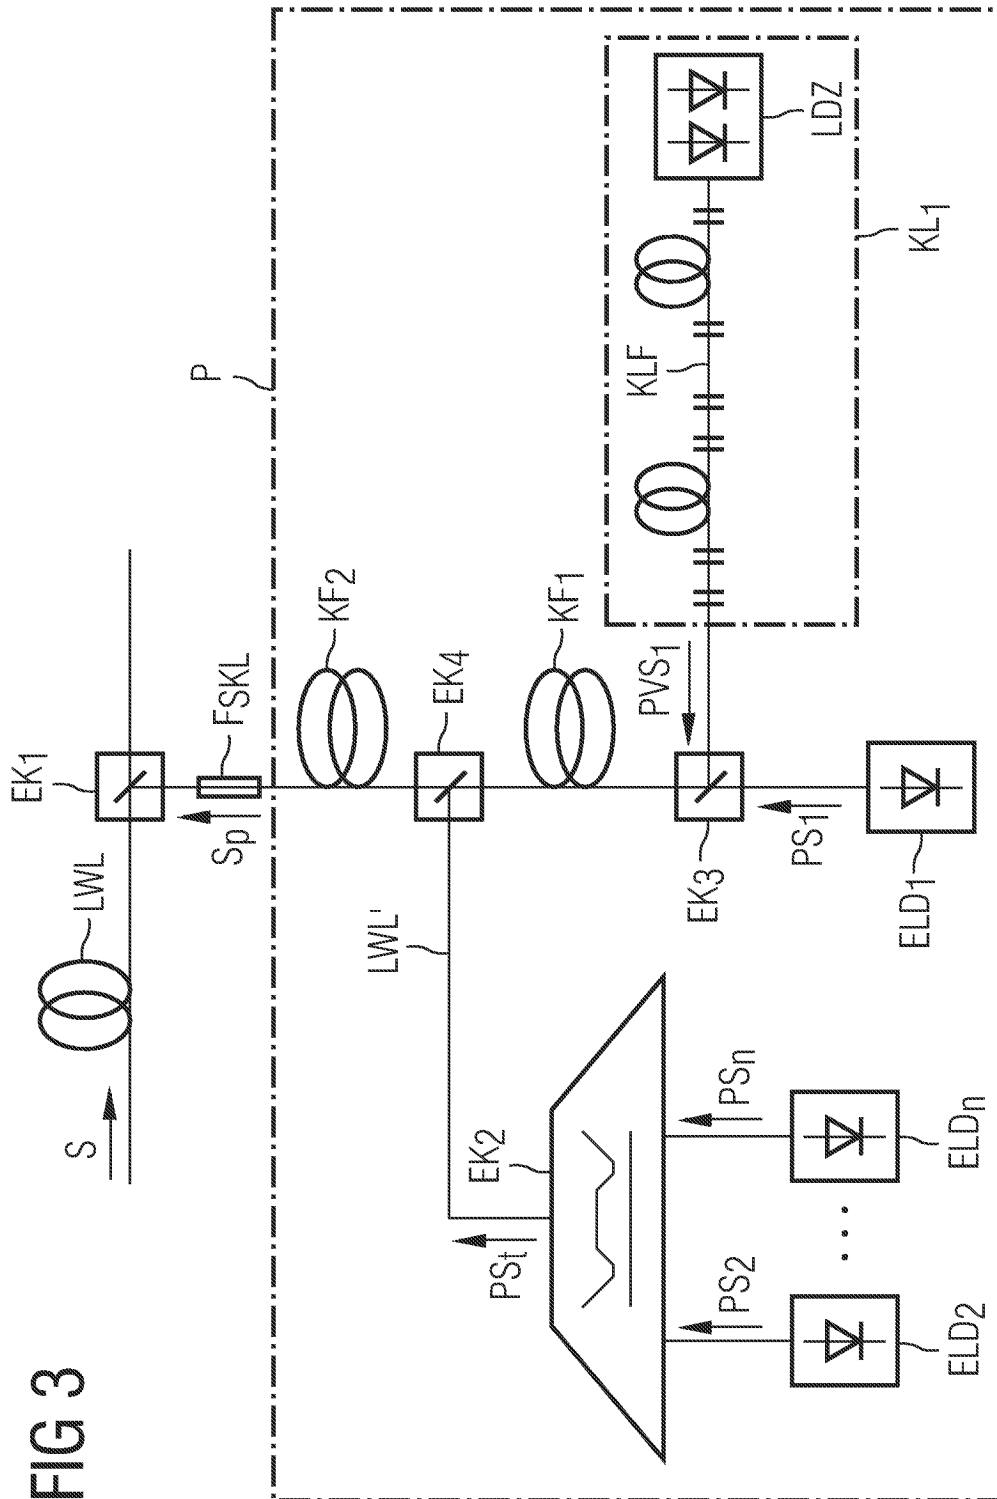 FIG 3
S
LWL
EK1
Sp
FSKL
P
KF2
EK4
LWL'
KF1
PVS1
KLF
LDZ
KL1
EK3
PS1
ELD1
EK2
PSt
PS2
PSn
ELD2
...
ELDn